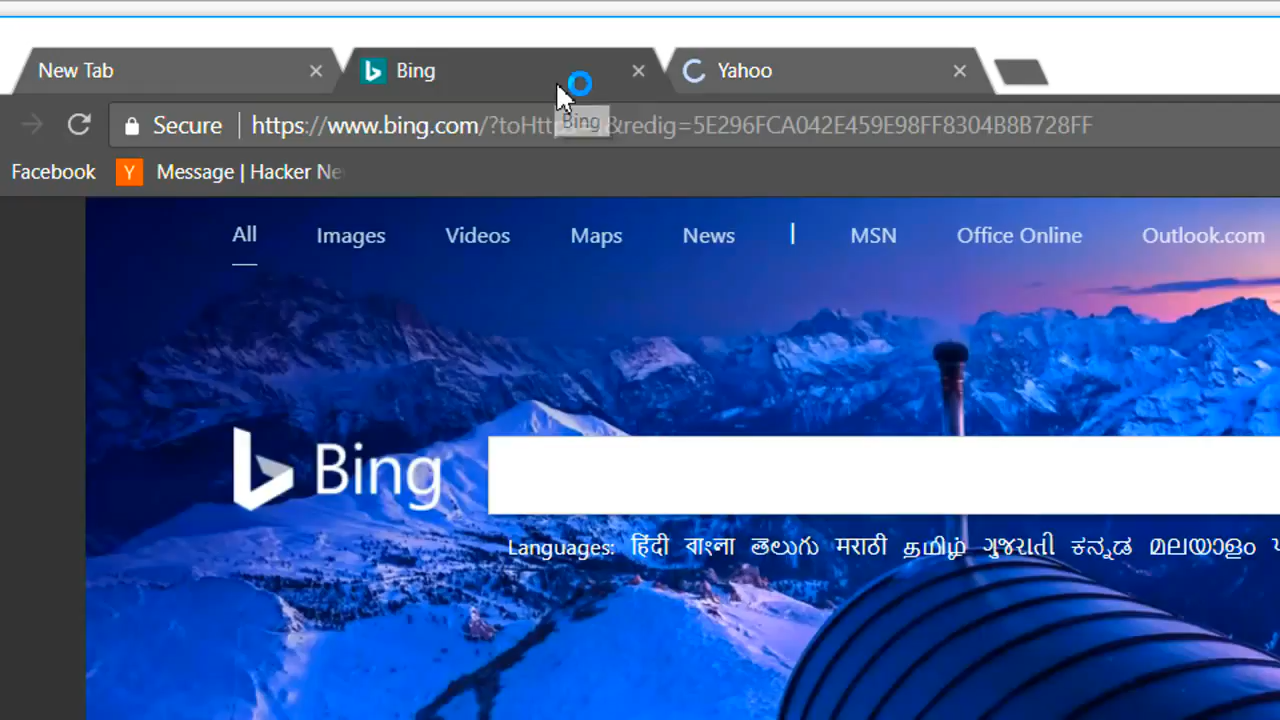 New Tab Bing Yahoo
Secure https://www.bing.com/?toHtt &redig=5E296FCA042E459E98FF8304B8B728FF
Bing
Facebook Y Message | Hacker Ne
All Images Videos Maps News | MSN Office Online Outlook.com
Bing
Languages: हिंदी বাংলা తెలుగు मराठी தமிழ் ગુજરાતી ಕನ್ನಡ മലയാളം